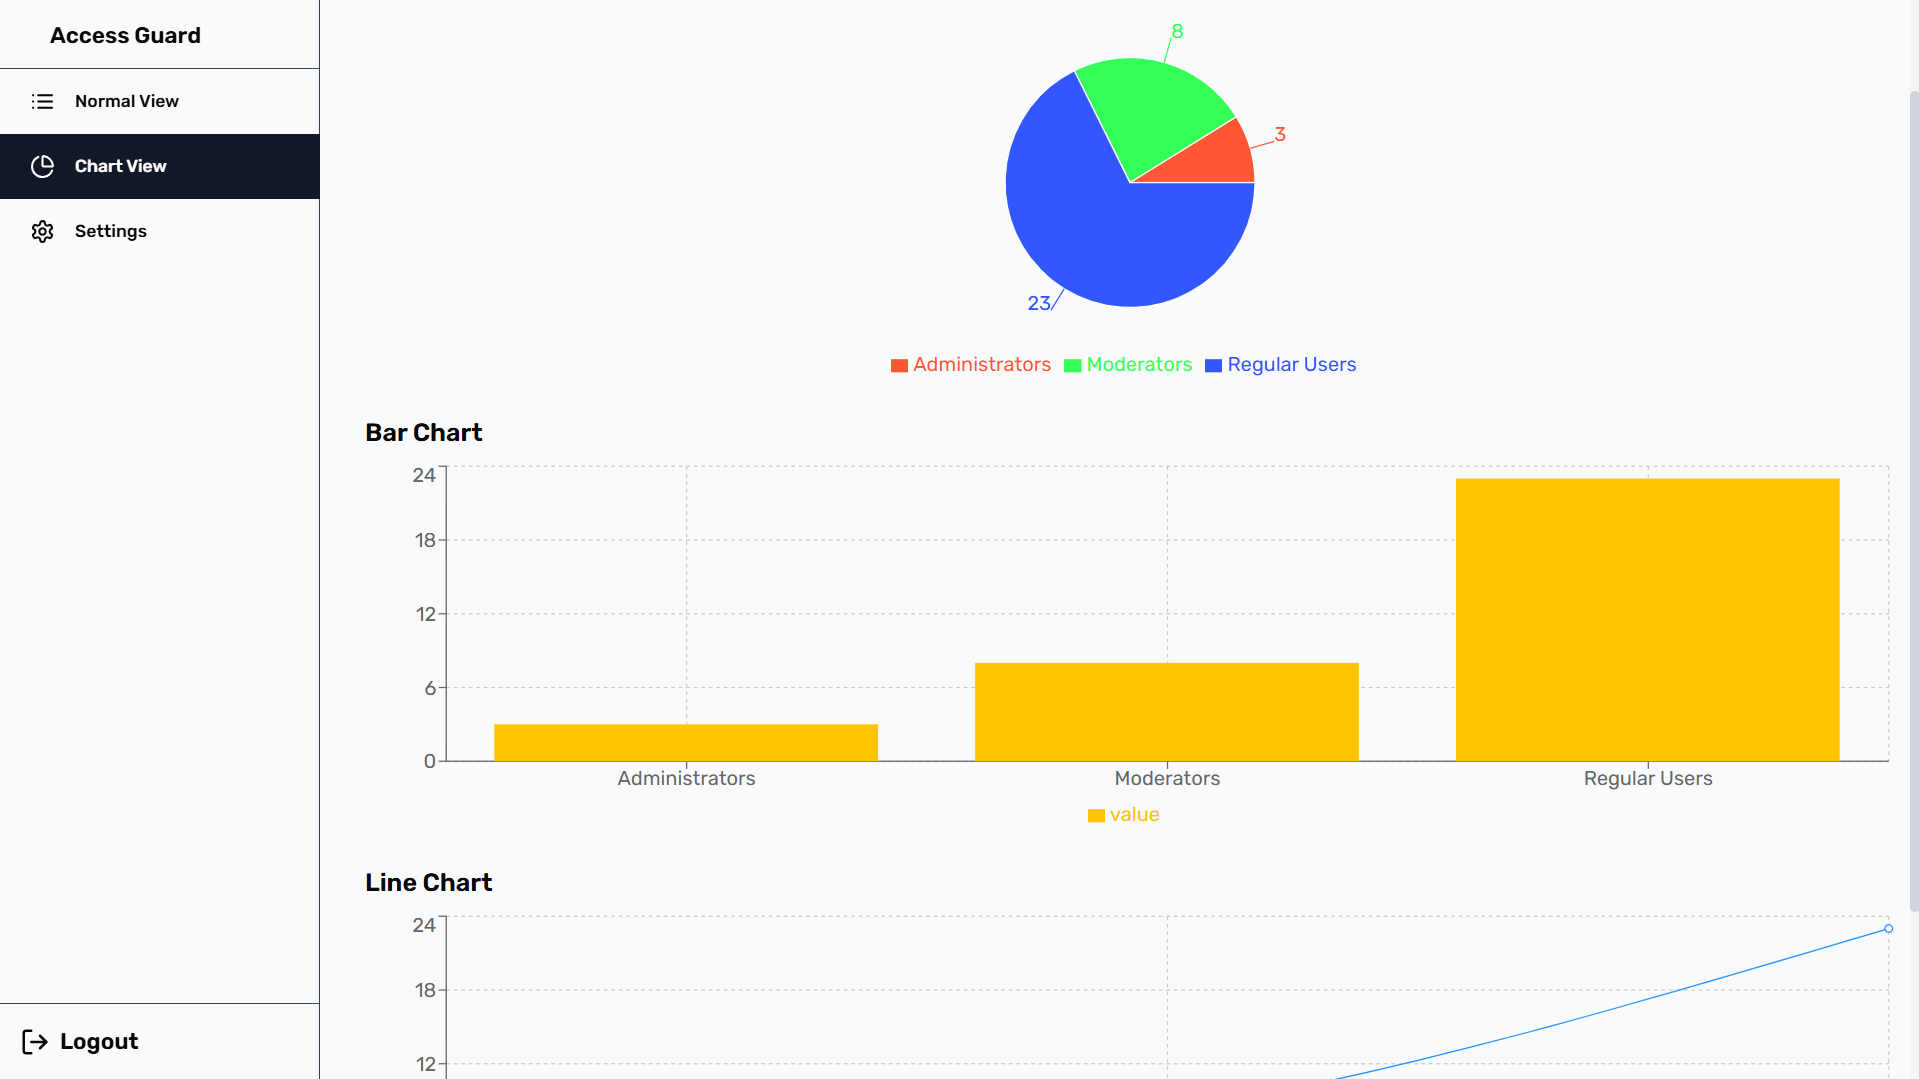 Access Guard
Normal View
Chart View
Settings
Logout
8
3
23
Administrators Moderators Regular Users
Bar Chart
24
18
12
6
0
Administrators Moderators Regular Users
value
Line Chart
24
18
12